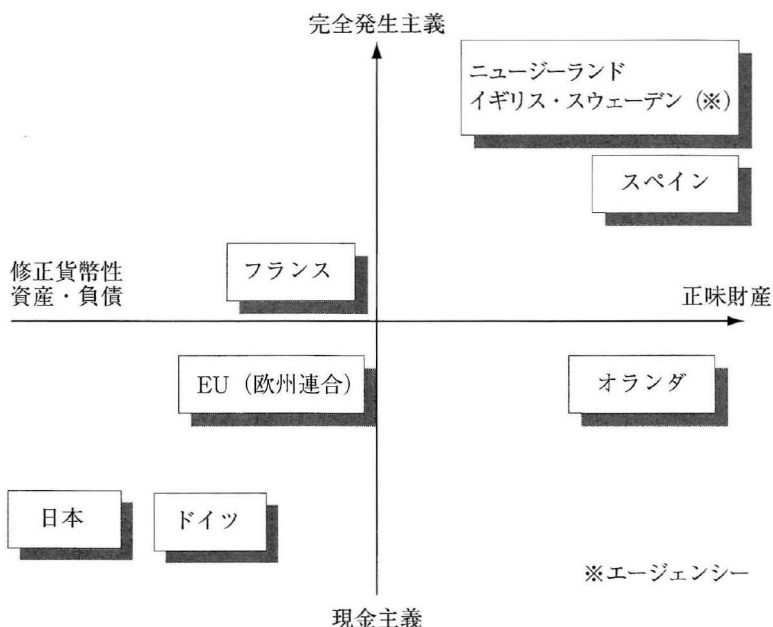 完全発生主義
ニュージーランド
イギリス・スウェーデン（※）
スペイン
フランス
修正貨幣性
資産・負債
正味財産
EU（欧州連合）
オランダ
日本
ドイツ
※エージェンシー
現金主義